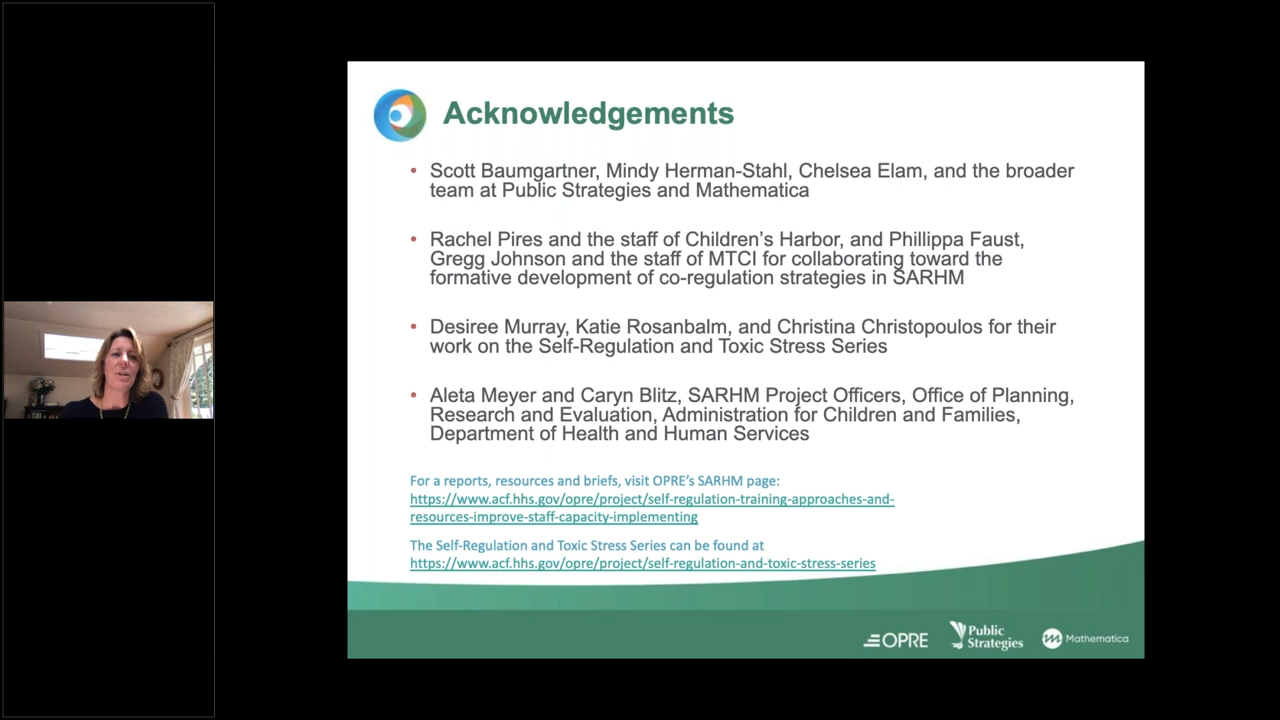 Acknowledgements
• Scott Baumgartner, Mindy Herman-Stahl, Chelsea Elam, and the broader
team at Public Strategies and Mathematica
• Rachel Pires and the staff of Children’s Harbor, and Phillippa Faust,
Gregg Johnson and the staff of MTCI for collaborating toward the
formative development of co-regulation strategies in SARHM
• Desiree Murray, Katie Rosanbalm, and Christina Christopoulos for their
work on the Self-Regulation and Toxic Stress Series
• Aleta Meyer and Caryn Blitz, SARHM Project Officers, Office of Planning,
Research and Evaluation, Administration for Children and Families,
Department of Health and Human Services
For a reports, resources and briefs, visit OPRE’s SARHM page:
https://www.acf.hhs.gov/opre/project/self-regulation-training-approaches-and-
resources-improve-staff-capacity-implementing
The Self-Regulation and Toxic Stress Series can be found at
https://www.acf.hhs.gov/opre/project/self-regulation-and-toxic-stress-series
OPRE
Public
Strategies
Mathematica